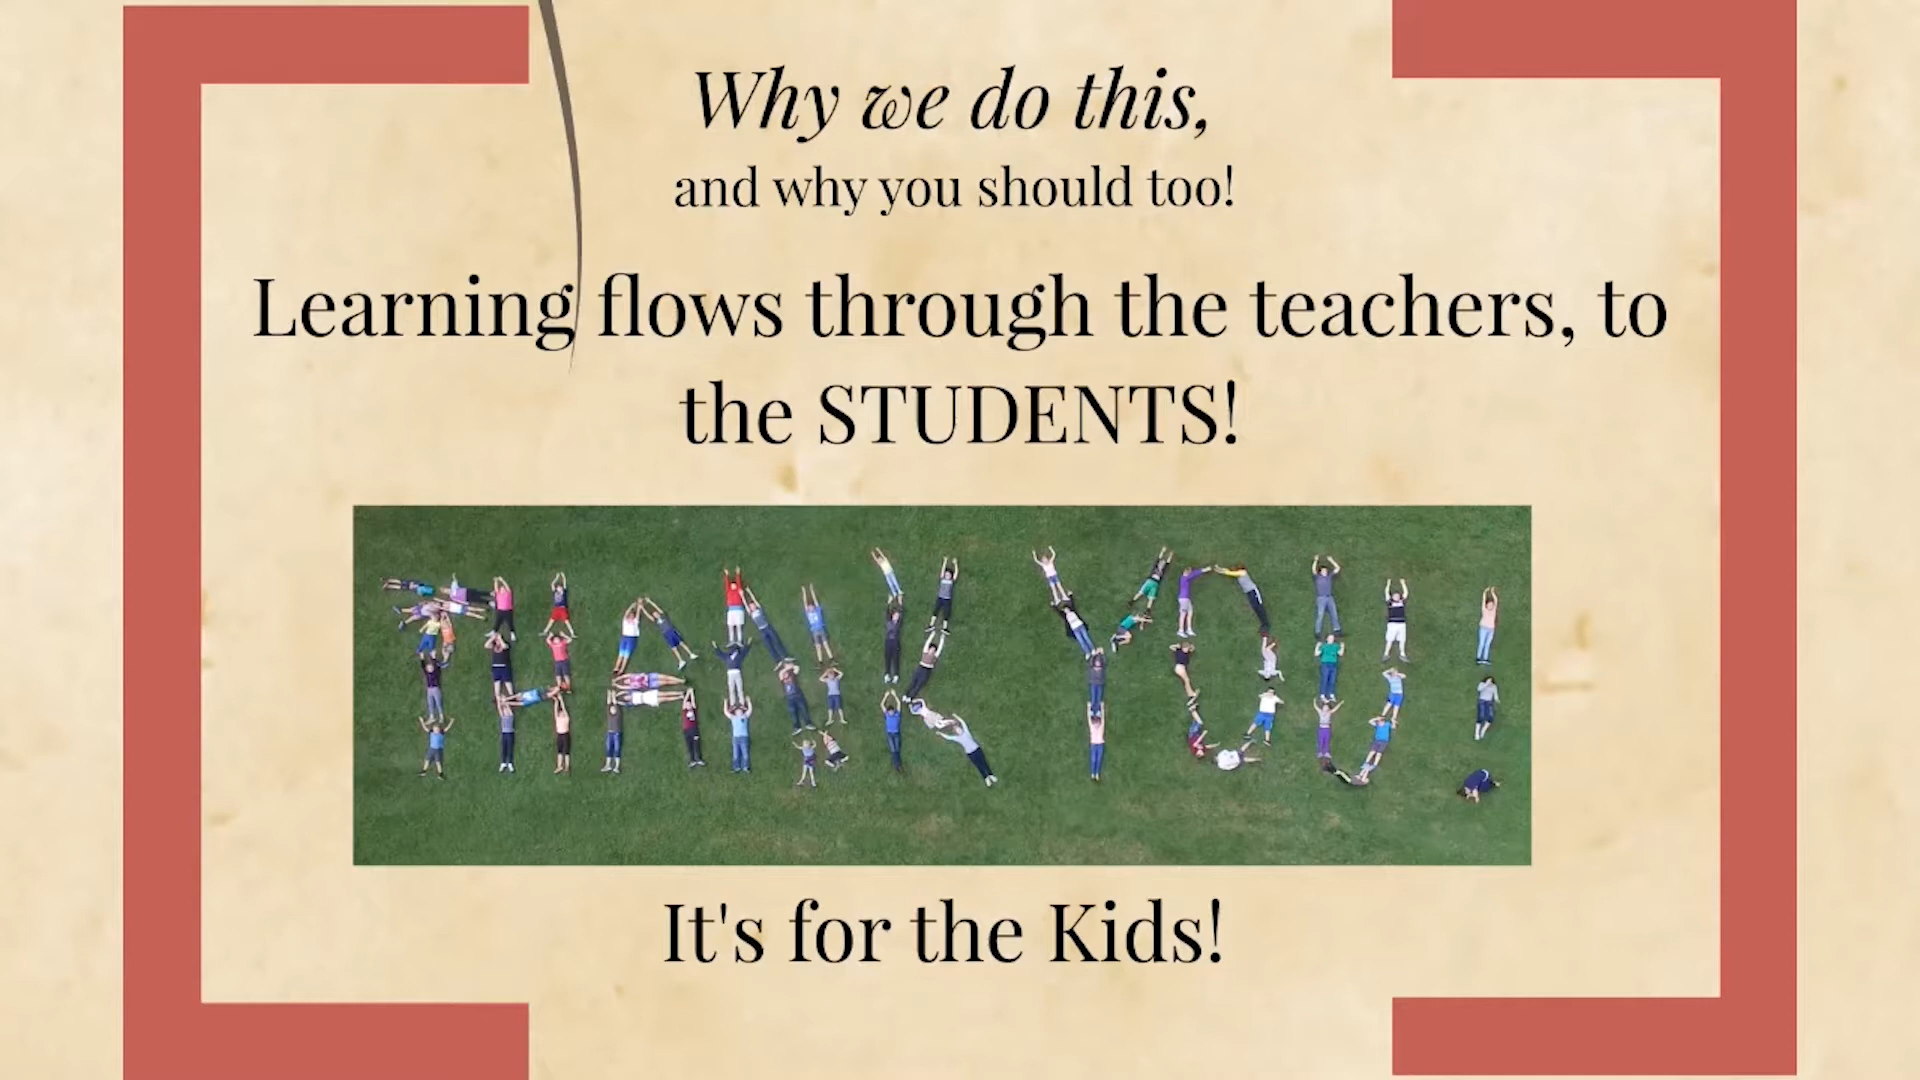 Why we do this,
and why you should too!
Learning flows through the teachers, to
the STUDENTS!
THANK YOU!
It's for the Kids!